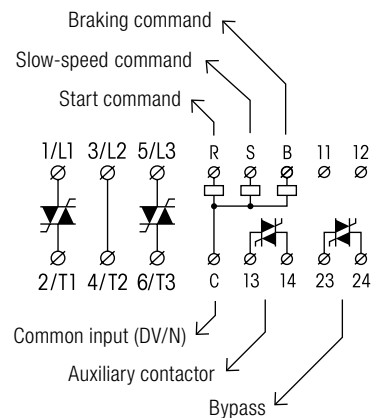 Braking command
Slow-speed command
Start command
1/L1 3/L2 5/L3 R S B 11 12
2/T1 4/T2 6/T3 C 13 14 23 24
Common input (DV/N)
Auxiliary contactor
Bypass